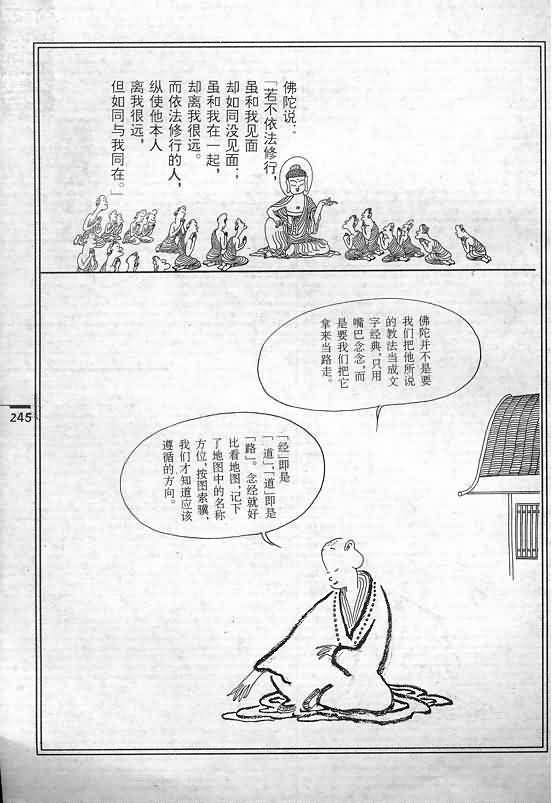 佛陀说：
「若不依法修行，
虽和我见面
却如同没见面；
虽和我在一起，
却离我很远。
而依法修行的人，
纵使他本人
离我很远，
但如同与我同在。」
佛陀并不是要
我们把他所说
的教法当成文
字经典，只用
嘴巴念念，而
是要我们把它
拿来当路走。
「经」即是
「道」，「道」即是
「路」。念经就好
比看地图，记下
了地图中的名称
方位，按图索骥，
我们才知道应该
遵循的方向。
245